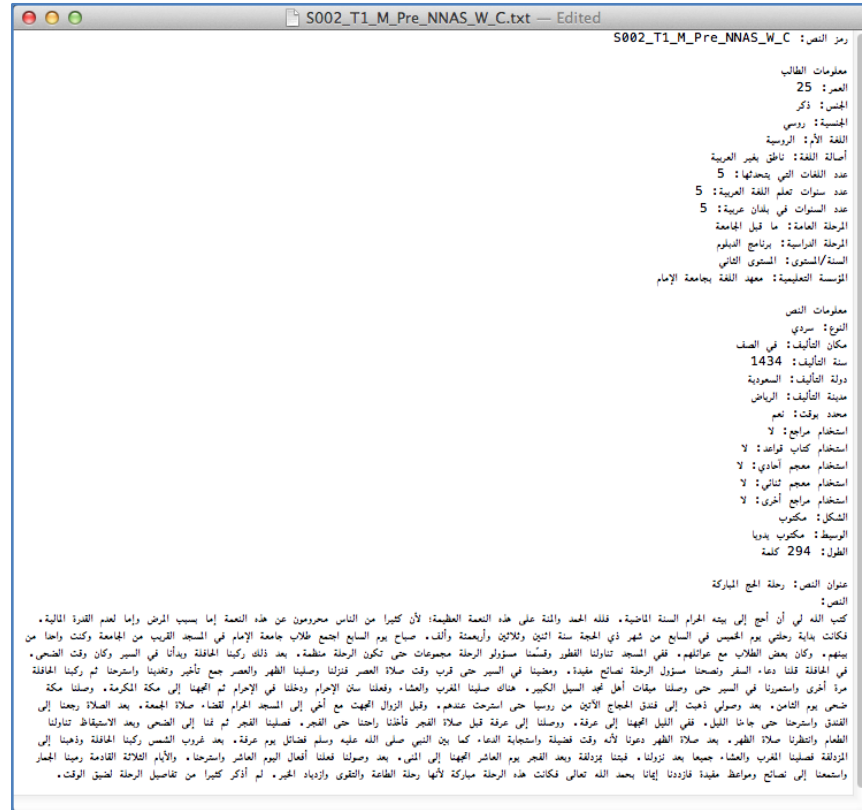 S002_T1_M_Pre_NNAS_W_C.txt — Edited
رمز النص: S002_T1_M_Pre_NNAS_W_C
معلومات الطالب
العمر: 25
الجنس: ذكر
الجنسية: روسي
اللغة الأم: الروسية
أصالة اللغة: ناطق بغير العربية
عدد اللغات التي يتحدثها: 5
عدد سنوات تعلم اللغة العربية: 5
عدد السنوات في بلدان عربية: 5
المرحلة العامة: ما قبل الجامعة
المرحلة الدراسية: برنامج الدبلوم
السنة/المستوى: المستوى الثاني
المؤسسة التعليمية: معهد اللغة بجامعة الإمام
معلومات النص
النوع: سردي
مكان التأليف: في الصف
سنة التأليف: 1434
دولة التأليف: السعودية
مدينة التأليف: الرياض
محدد بوقت: نعم
استخدام مراجع: لا
استخدام كتاب قواعد: لا
استخدام معجم أحادي: لا
استخدام معجم ثنائي: لا
استخدام مراجع أخرى: لا
الشكل: مكتوب
الوسيط: مكتوب يدويا
الطول: 294 كلمة
عنوان النص: رحلة الحج المباركة
النص:
كتب الله لي أن أحج إلى بيته الحرام السنة الماضية. فلله الحمد والمنة على هذه النعمة العظيمة؛ لأن كثيرا من الناس محرومون عن هذه النعمة إما بسبب المرض وإما لعدم القدرة المالية.
فكانت بداية رحلتي يوم الخميس في السابع من شهر ذي الحجة سنة اثنين وثلاثين وأربعمئة وألف. صباح يوم السابع اجتمع طلاب جامعة الإمام في المسجد القريب من الجامعة وكنت واحدا من
بينهم. وكان بعض الطلاب مع عوائلهم. ففي المسجد تناولنا الفطور وقسّمنا مسؤولو الرحلة مجموعات حتى تكون الرحلة منظمة. بعد ذلك ركبنا الحافلة وبدأنا في السير وكان وقت الضحى.
في الحافلة قلنا دعاء السفر ونصحنا مسؤول الرحلة نصائح مفيدة. ومضينا في السير حتى قرب وقت صلاة العصر فنزلنا وصلينا الظهر والعصر جمع تأخير وتغدينا واسترحنا ثم ركبنا الحافلة
مرة أخرى واستمررنا في السير حتى وصلنا ميقات أهل نجد السيل الكبير. هناك صلينا المغرب والعشاء وفعلنا سنن الإحرام ودخلنا في الإحرام ثم اتجهنا إلى مكة المكرمة. وصلنا مكة
ضحى يوم الثامن. بعد وصولي ذهبت إلى فندق الحجاج الآتين من روسيا حتى استرحت عندهم. وقبل الزوال اتجهت مع أخي إلى المسجد الحرام لقضاء صلاة الجمعة. بعد الصلاة رجعنا إلى
الفندق واسترحنا حتى جاءنا الليل. ففي الليل اتجهنا إلى عرفة. ووصلنا إلى عرفة قبل صلاة الفجر فأخذنا راحتنا حتى الفجر. فصلينا الفجر ثم نمنا إلى الضحى وبعد الاستيقاظ تناولنا
الطعام وانتظرنا صلاة الظهر. بعد صلاة الظهر دعونا لأنه وقت فضيلة واستجابة الدعاء كما بين النبي صلى الله عليه وسلم فضائل يوم عرفة. بعد غروب الشمس ركبنا الحافلة وذهبنا إلى
المزدلفة فصلينا المغرب والعشاء جميعا بعد نزولنا. فبتنا بمزدلفة وبعد الفجر يوم العاشر اتجهنا إلى المنى. بعد وصولنا فعلنا أفعال اليوم العاشر واسترحنا. والأيام الثلاثة القادمة رمينا الجمار
واستمعنا إلى نصائح ومواعظ مفيدة فازددنا إيمانا بحمد الله تعالى فكانت هذه الرحلة مباركة لأنها رحلة الطاعة والتقوى وازدياد الخير. لم أذكر كثيرا من تفاصيل الرحلة لضيق الوقت.